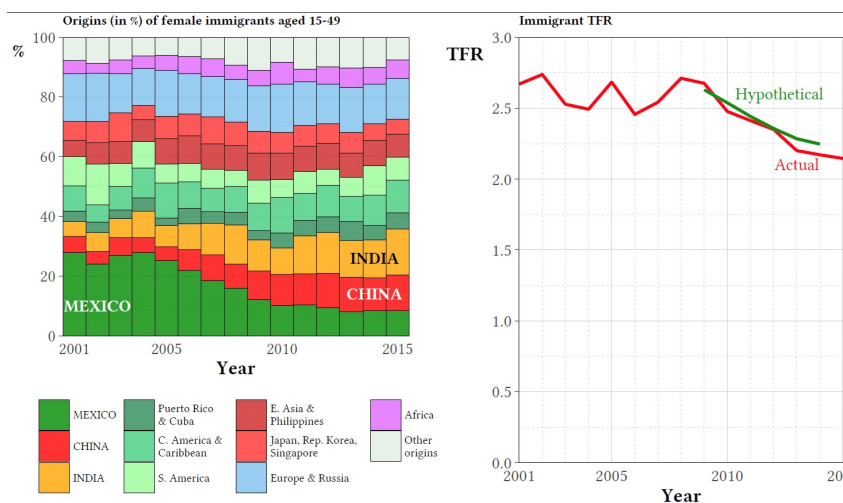 Origins (in %) of female immigrants aged 15-49
%
100
80
60
40
20
0
MEXICO
INDIA
CHINA
2001
2005
2010
2015
Year
MEXICO
CHINA
INDIA
Puerto Rico
& Cuba
C. America &
Caribbean
S. America
E. Asia &
Philippines
Japan, Rep. Korea,
Singapore
Europe & Russia
Africa
Other
origins
Immigrant TFR
TFR
3.0
2.5
2.0
1.5
1.0
0.5
0.0
Hypothetical
Actual
2001
2005
2010
Year